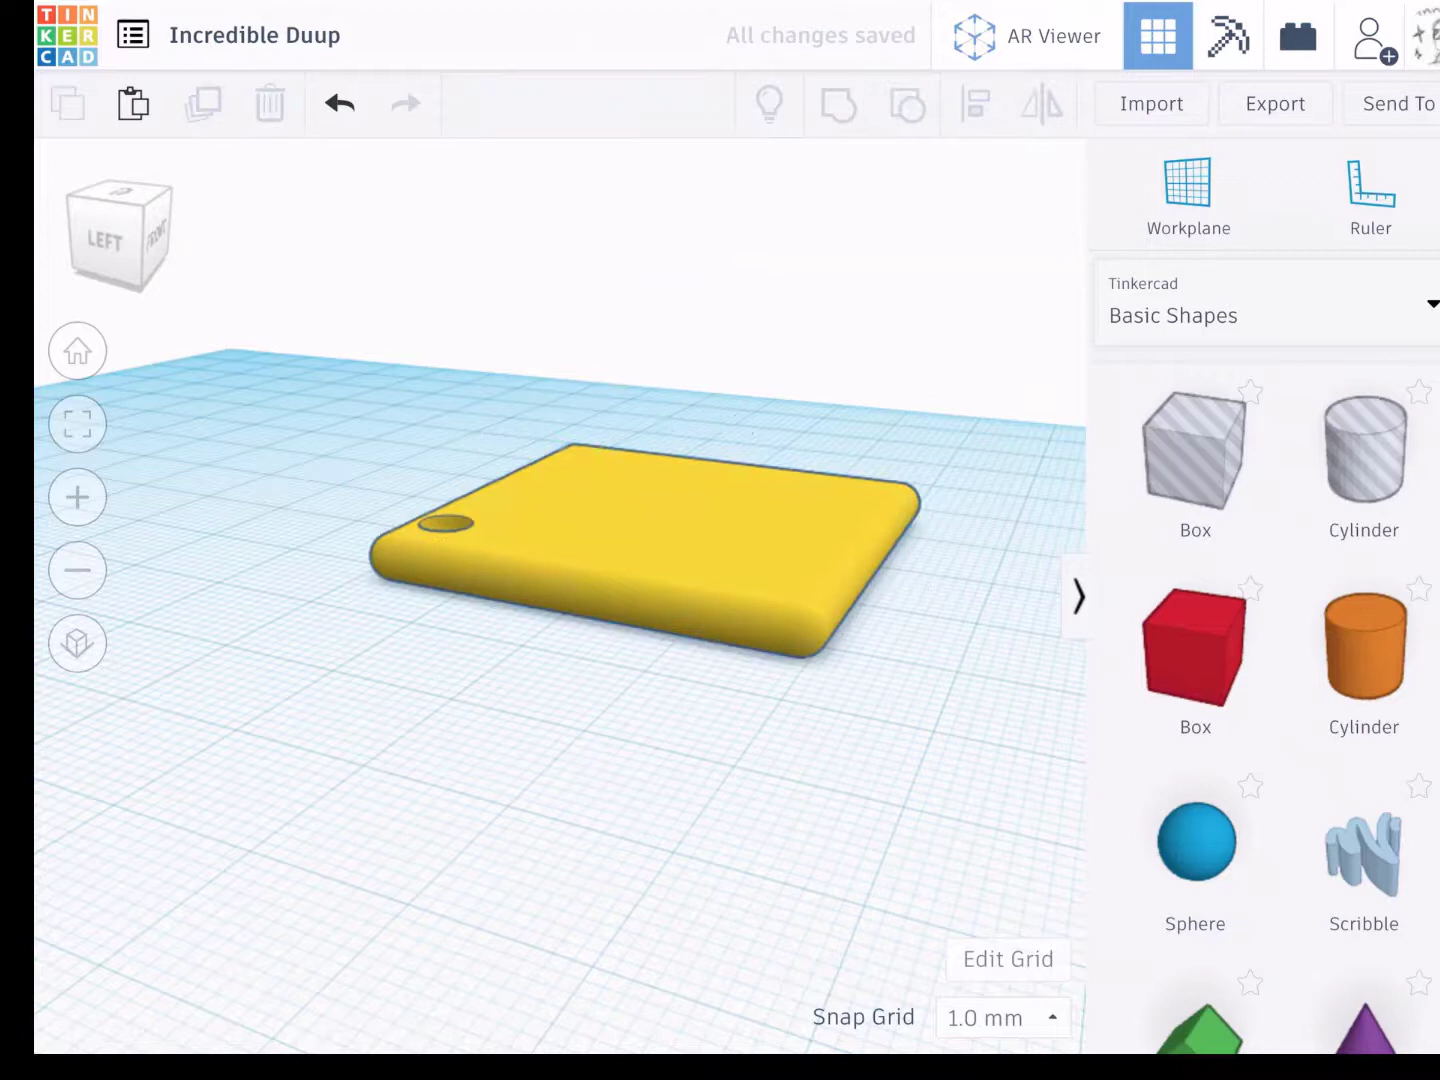 TIN
KER
CAD
Incredible Duup
All changes saved
AR Viewer
Import
Export
Send To
LEFT
FRONT
Workplane
Ruler
Tinkercad
Basic Shapes
Box
Cylinder
Box
Cylinder
Sphere
Scribble
Edit Grid
Snap Grid
1.0 mm